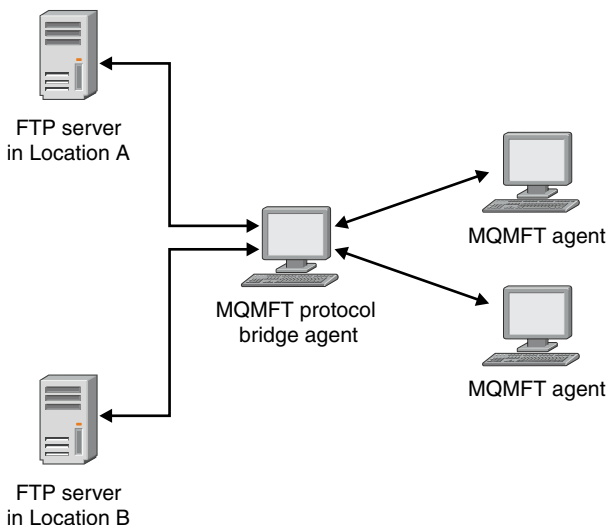 FTP server
in Location A
MQMFT agent
MQMFT protocol
bridge agent
MQMFT agent
FTP server
in Location B